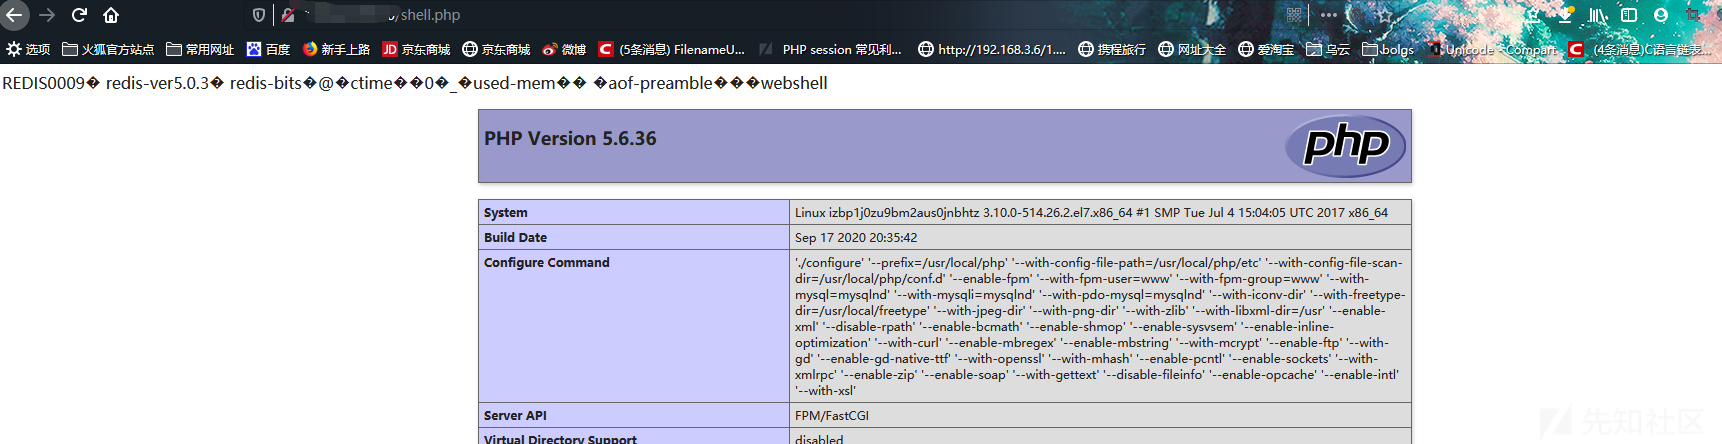 /shell.php
选项 火狐官方站点 常用网址 百度 新手上路 JD 京东商城 京东商城 微博 C (5条消息) FilenameU... PHP session 常见利... http://192.168.3.6/1.... 携程旅行 网址大全 爱淘宝 乌云 bolgs Unicode - Compart C (4条消息)C语言链表...
REDIS0009� redis-ver5.0.3� redis-bits�@�ctime��0�_�used-mem�� �aof-preamble���webshell
PHP Version 5.6.36
php
System Linux izbp1j0zu9bm2aus0jnbhtz 3.10.0-514.26.2.el7.x86_64 #1 SMP Tue Jul 4 15:04:05 UTC 2017 x86_64
Build Date Sep 17 2020 20:35:42
Configure Command './configure' '--prefix=/usr/local/php' '--with-config-file-path=/usr/local/php/etc' '--with-config-file-scan-
dir=/usr/local/php/conf.d' '--enable-fpm' '--with-fpm-user=www' '--with-fpm-group=www' '--with-
mysql=mysqlnd' '--with-mysqli=mysqlnd' '--with-pdo-mysql=mysqlnd' '--with-iconv-dir' '--with-freetype-
dir=/usr/local/freetype' '--with-jpeg-dir' '--with-png-dir' '--with-zlib' '--with-libxml-dir=/usr' '--enable-
xml' '--disable-rpath' '--enable-bcmath' '--enable-shmop' '--enable-sysvsem' '--enable-inline-
optimization' '--with-curl' '--enable-mbregex' '--enable-mbstring' '--with-mcrypt' '--enable-ftp' '--with-
gd' '--enable-gd-native-ttf' '--with-openssl' '--with-mhash' '--enable-pcntl' '--enable-sockets' '--with-
xmlrpc' '--enable-zip' '--enable-soap' '--with-gettext' '--disable-fileinfo' '--enable-opcache' '--enable-intl'
'--with-xsl'
Server API FPM/FastCGI
Virtual Directory Support disabled
先知社区